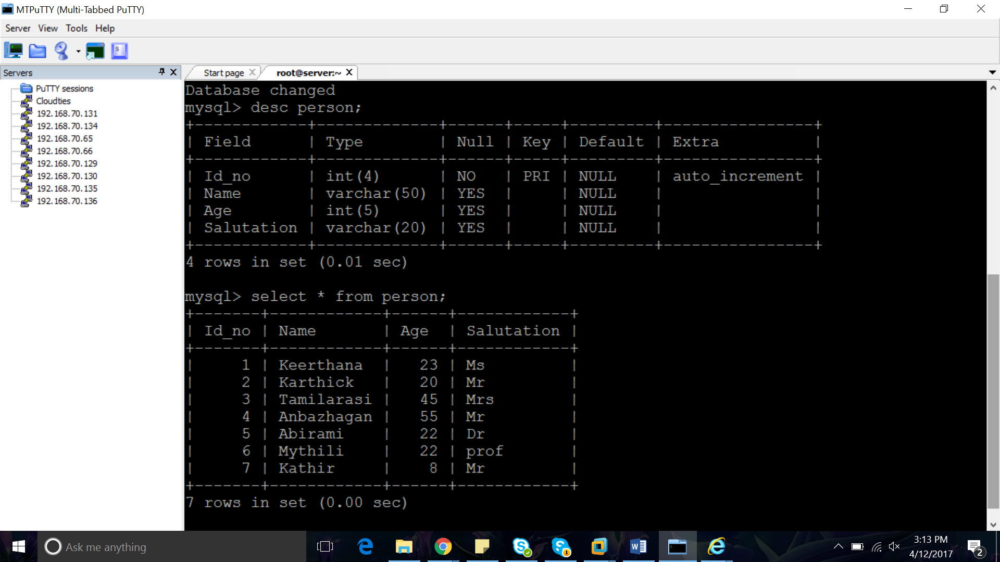 MTPuTTY (Multi-Tabbed PuTTY)
Server View Tools Help
Servers
PuTTY sessions
Cloudties
192.168.70.131
192.168.70.134
192.168.70.65
192.168.70.66
192.168.70.129
192.168.70.130
192.168.70.135
192.168.70.136
Start page root@server:~
Database changed
mysql> desc person;
+------------+-------------+------+-----+---------+----------------+
| Field      | Type        | Null | Key | Default | Extra          |
+------------+-------------+------+-----+---------+----------------+
| Id_no      | int(4)      | NO   | PRI | NULL    | auto_increment |
| Name       | varchar(50) | YES  |     | NULL    |                |
| Age        | int(5)      | YES  |     | NULL    |                |
| Salutation | varchar(20) | YES  |     | NULL    |                |
+------------+-------------+------+-----+---------+----------------+
4 rows in set (0.01 sec)
mysql> select * from person;
+-------+------------+------+------------+
| Id_no | Name       | Age  | Salutation |
+-------+------------+------+------------+
|     1 | Keerthana  |   23 | Ms         |
|     2 | Karthick   |   20 | Mr         |
|     3 | Tamilarasi |   45 | Mrs        |
|     4 | Anbazhagan |   55 | Mr         |
|     5 | Abirami    |   22 | Dr         |
|     6 | Mythili    |   22 | prof       |
|     7 | Kathir     |    8 | Mr         |
+-------+------------+------+------------+
7 rows in set (0.00 sec)
Ask me anything
3:13 PM
4/12/2017
2